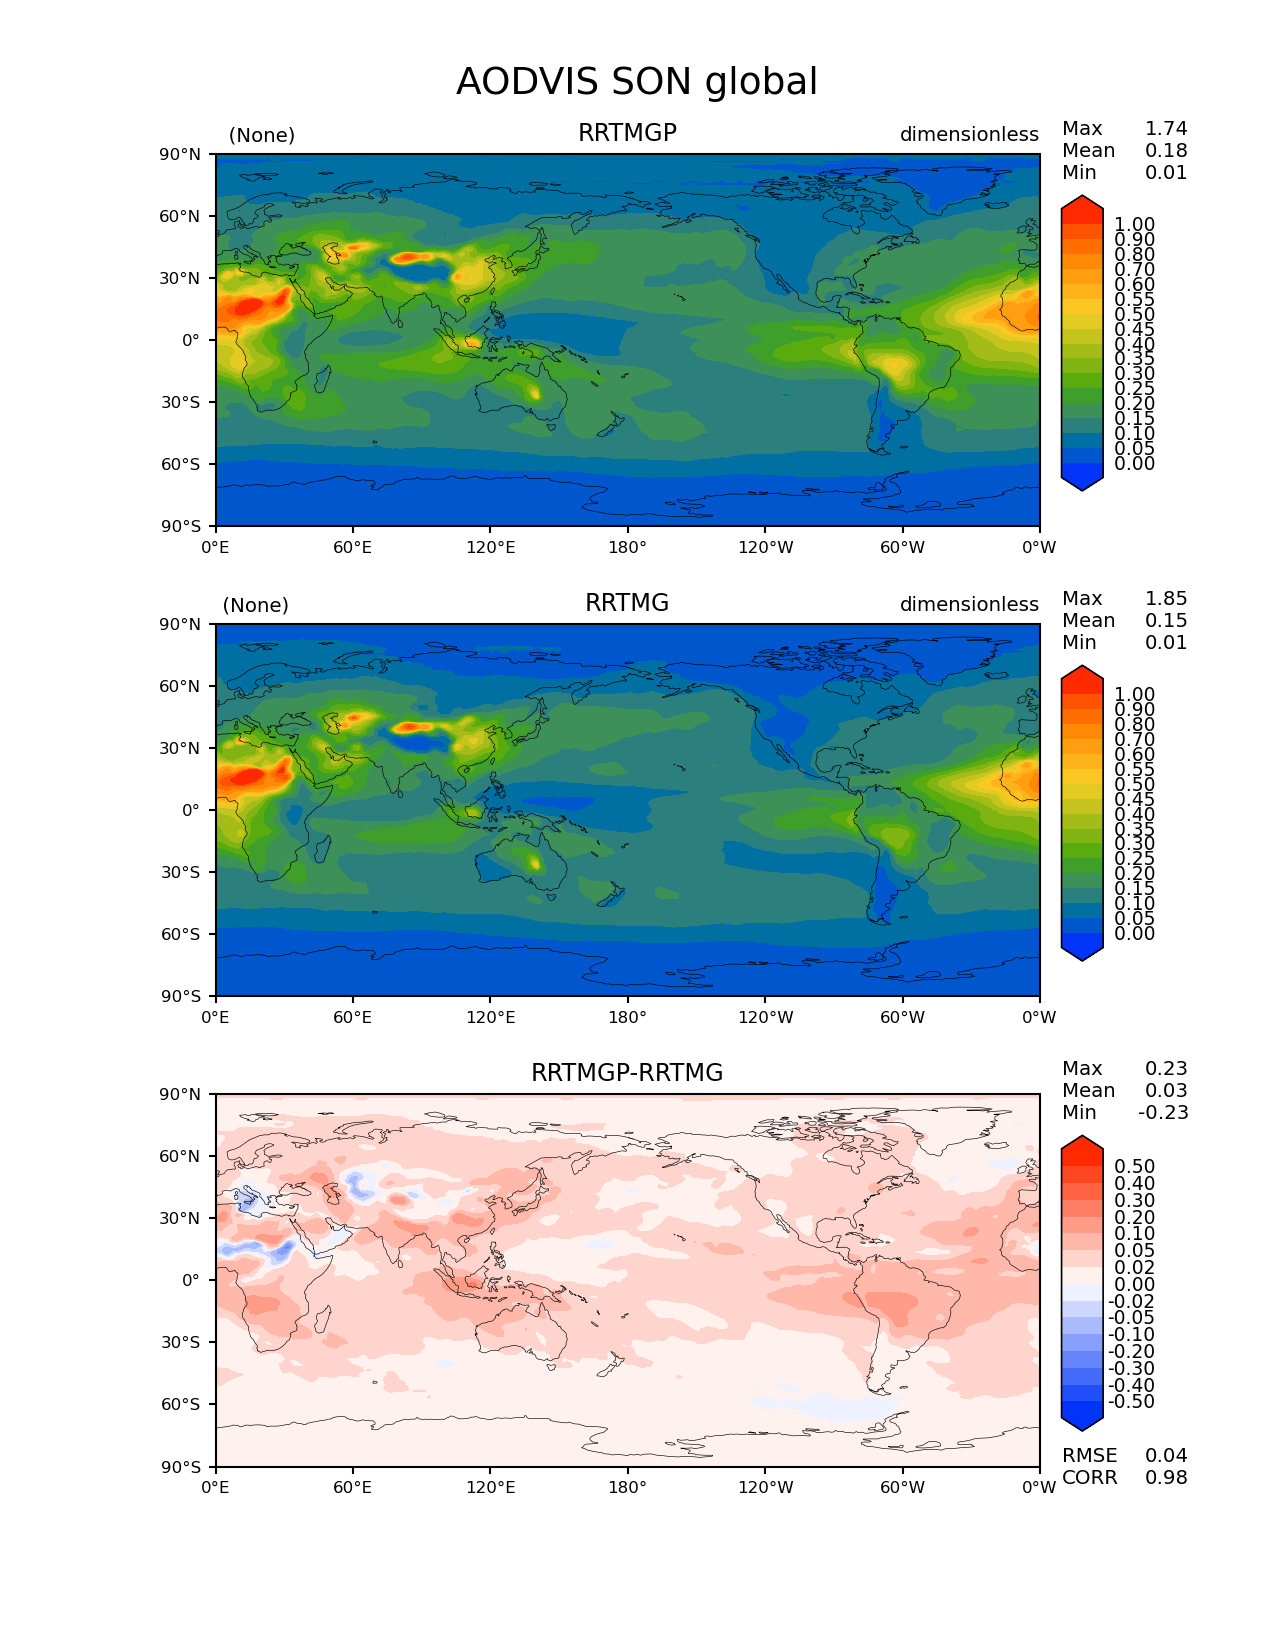 AODVIS SON global
(None) RRTMGP dimensionless
Max 1.74
Mean 0.18
Min 0.01
90°N
60°N
30°N
0°
30°S
60°S
90°S
0°E 60°E 120°E 180° 120°W 60°W 0°W
1.00
0.90
0.80
0.70
0.60
0.55
0.50
0.45
0.40
0.35
0.30
0.25
0.20
0.15
0.10
0.05
0.00
(None) RRTMG dimensionless
Max 1.85
Mean 0.15
Min 0.01
90°N
60°N
30°N
0°
30°S
60°S
90°S
0°E 60°E 120°E 180° 120°W 60°W 0°W
1.00
0.90
0.80
0.70
0.60
0.55
0.50
0.45
0.40
0.35
0.30
0.25
0.20
0.15
0.10
0.05
0.00
RRTMGP-RRTMG
Max 0.23
Mean 0.03
Min -0.23
90°N
60°N
30°N
0°
30°S
60°S
90°S
0°E 60°E 120°E 180° 120°W 60°W 0°W
0.50
0.40
0.30
0.20
0.10
0.05
0.02
0.00
-0.02
-0.05
-0.10
-0.20
-0.30
-0.40
-0.50
RMSE 0.04
CORR 0.98